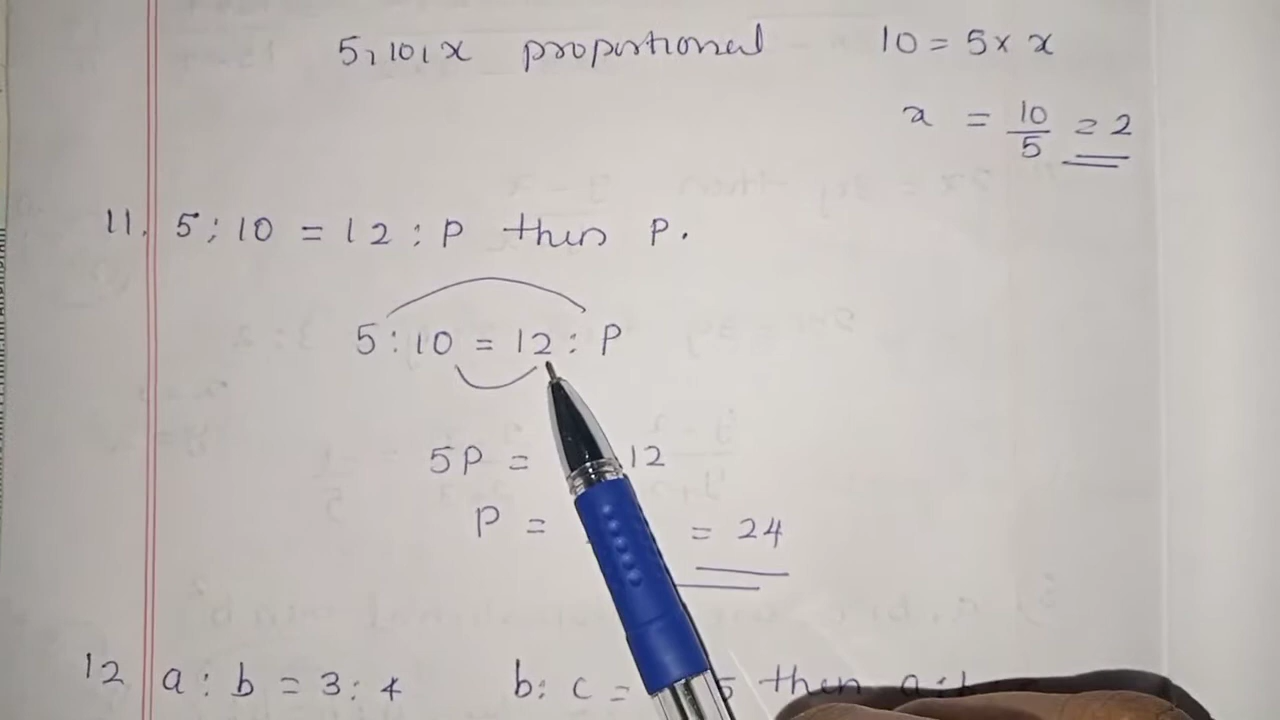 5, 10, x proportional 10 = 5 × x
x = 10/5 = 2
11. 5 : 10 = 12 : P then P.
5 : 10 = 12 : P
5P = 12
P = = 24
12 a : b = 3 : 4 b : c = 5 then a :